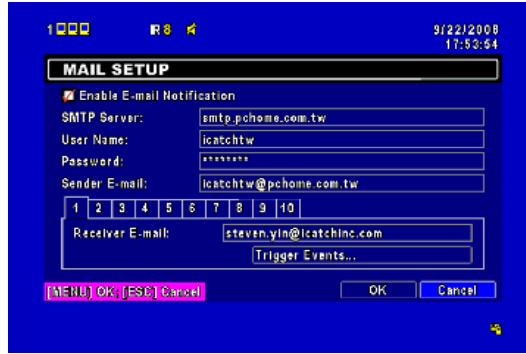 1 R 8 9/22/2008
17:53:54
MAIL SETUP
Enable E-mail Notification
SMTP Server: smtp.pchome.com.tw
User Name: icatchtw
Password: ********
Sender E-mail: icatchtw@pchome.com.tw
1 2 3 4 5 6 7 8 9 10
Receiver E-mail: steven.yin@icatchinc.com
Trigger Events...
[MENU] OK; [ESC] Cancel OK Cancel